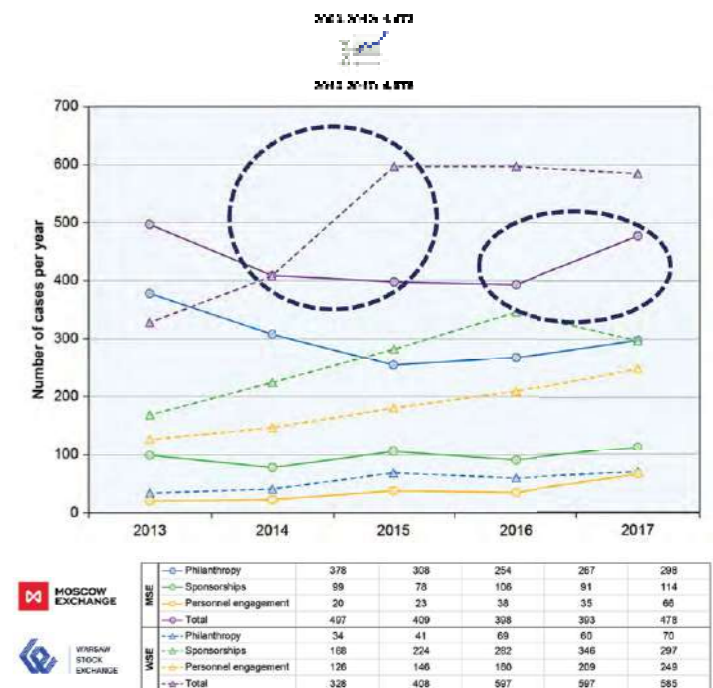 700
600
500
400
300
200
100
0
Number of cases per year
2013 2014 2015 2016 2017
MOSCOW
EXCHANGE
MSE
Philanthropy 378 308 254 267 298
Sponsorships 99 78 106 91 114
Personnel engagement 20 23 38 35 66
Total 497 409 398 393 478
WARSAW
STOCK
EXCHANGE
WSE
Philanthropy 34 41 69 60 70
Sponsorships 168 224 282 346 297
Personnel engagement 126 146 180 209 249
Total 328 408 597 597 585